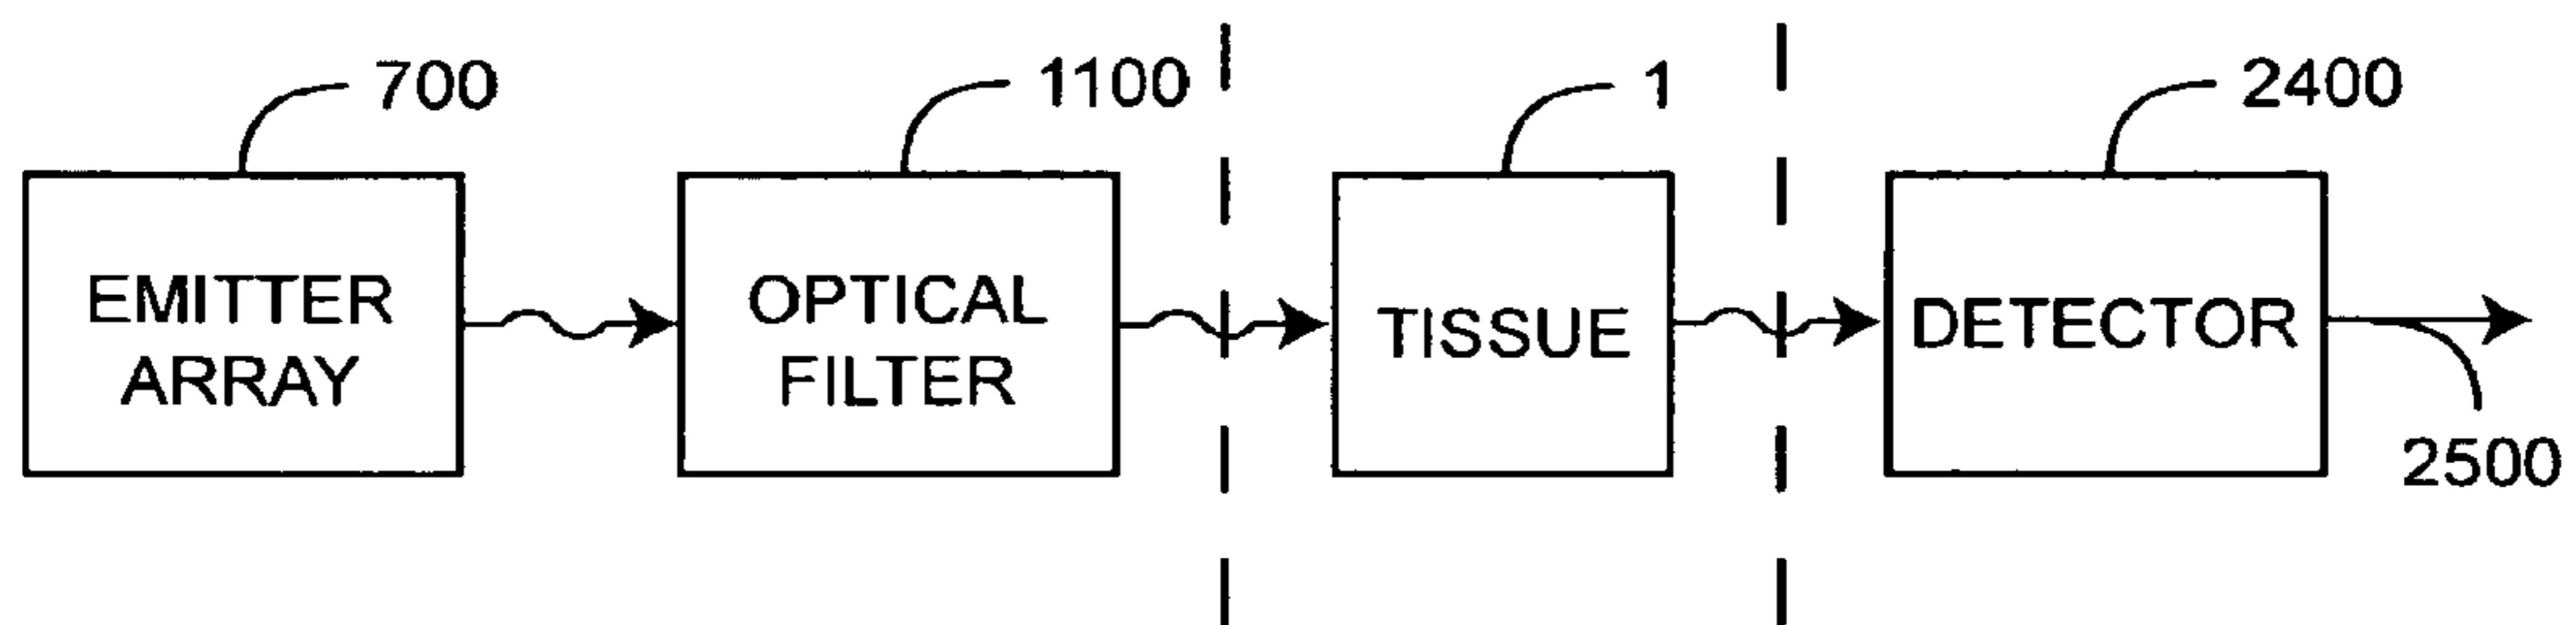 700
1100
1
2400
EMITTER
ARRAY
OPTICAL
FILTER
TISSUE
DETECTOR
2500